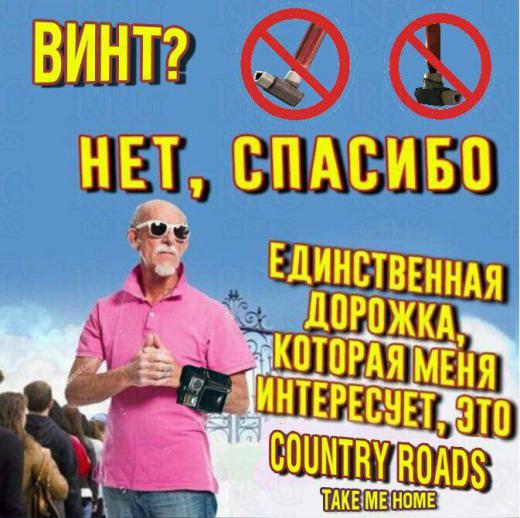 ВИНТ?
НЕТ, СПАСИБО
ЕДИНСТВЕННАЯ
ДОРОЖКА,
КОТОРАЯ МЕНЯ
ИНТЕРЕСУЕТ, ЭТО
COUNTRY ROADS
TAKE ME HOME